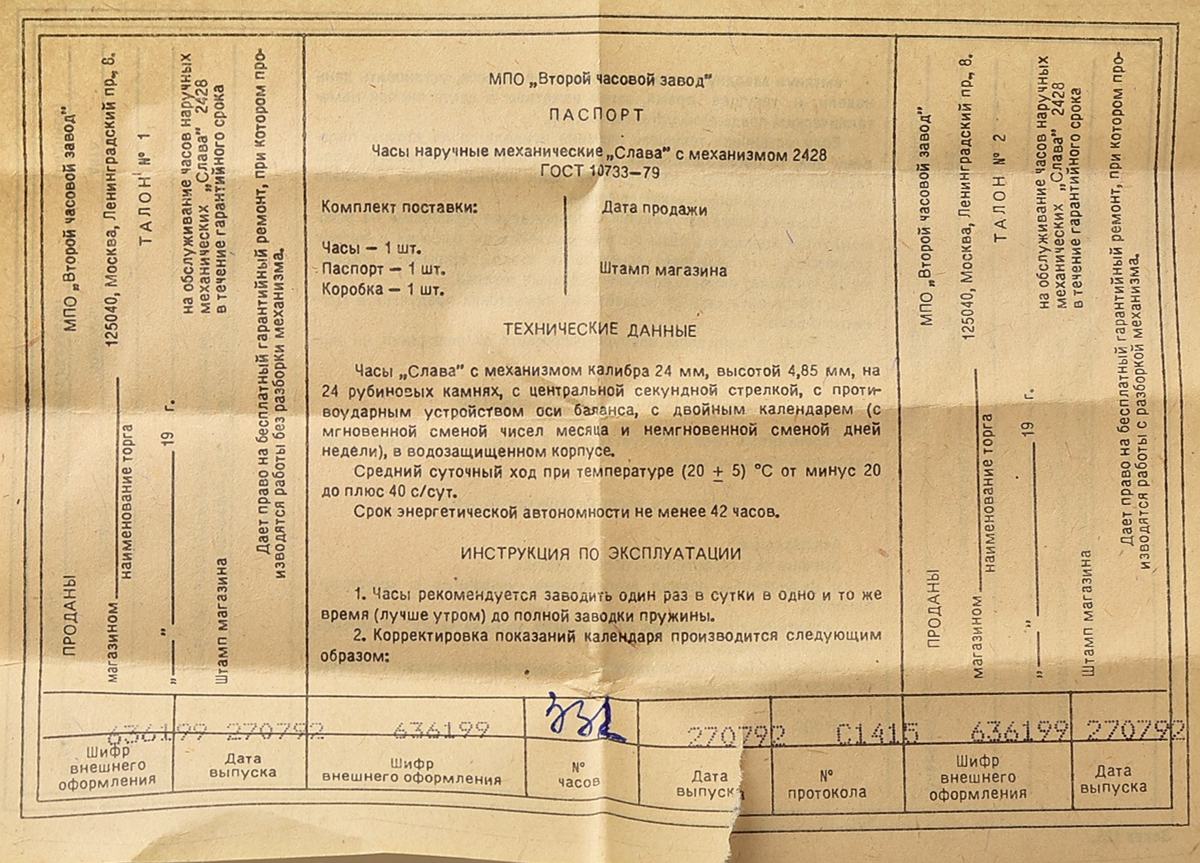 МПО „Второй часовой завод"
125040, Москва, Ленинградский пр., 8.
ТАЛОН № 1
на обслуживание часов наручных
механических „Слава" 2428
в течение гарантийного срока
Дает право на бесплатный гарантийный ремонт, при котором про-
изводятся работы без разборки механизма.
ПРОДАНЫ
магазином
наименование торга
„ " 19 г.
Штамп магазина
МПО „Второй часовой завод"
ПАСПОРТ
Часы наручные механические „Слава" с механизмом 2428
ГОСТ 10733–79
Комплект поставки:
Часы – 1 шт.
Паспорт – 1 шт.
Коробка – 1 шт.
Дата продажи
Штамп магазина
ТЕХНИЧЕСКИЕ ДАННЫЕ
Часы „Слава" с механизмом калибра 24 мм, высотой 4,85 мм, на
24 рубиновых камнях, с центральной секундной стрелкой, с проти-
воударным устройством оси баланса, с двойным календарем (с
мгновенной сменой чисел месяца и немгновенной сменой дней
недели), в водозащищенном корпусе.
Средний суточный ход при температуре (20 ± 5) °С от минус 20
до плюс 40 с/сут.
Срок энергетической автономности не менее 42 часов.
ИНСТРУКЦИЯ ПО ЭКСПЛУАТАЦИИ
1. Часы рекомендуется заводить один раз в сутки в одно и то же
время (лучше утром) до полной заводки пружины.
2. Корректировка показаний календаря производится следующим
образом:
МПО „Второй часовой завод"
125040, Москва, Ленинградский пр., 8.
ТАЛОН № 2
на обслуживание часов наручных
механических „Слава" 2428
в течение гарантийного срока
Дает право на бесплатный гарантийный ремонт, при котором про-
изводятся работы с разборкой механизма.
ПРОДАНЫ
магазином
наименование торга
„ " 19 г.
Штамп магазина
636199 270792 636199 270792 С1415 636199 270792
Шифр
внешнего
оформления
Дата
выпуска
Шифр
внешнего оформления
№
часов
Дата
выпуска
№
протокола
Шифр
внешнего
оформления
Дата
выпуска